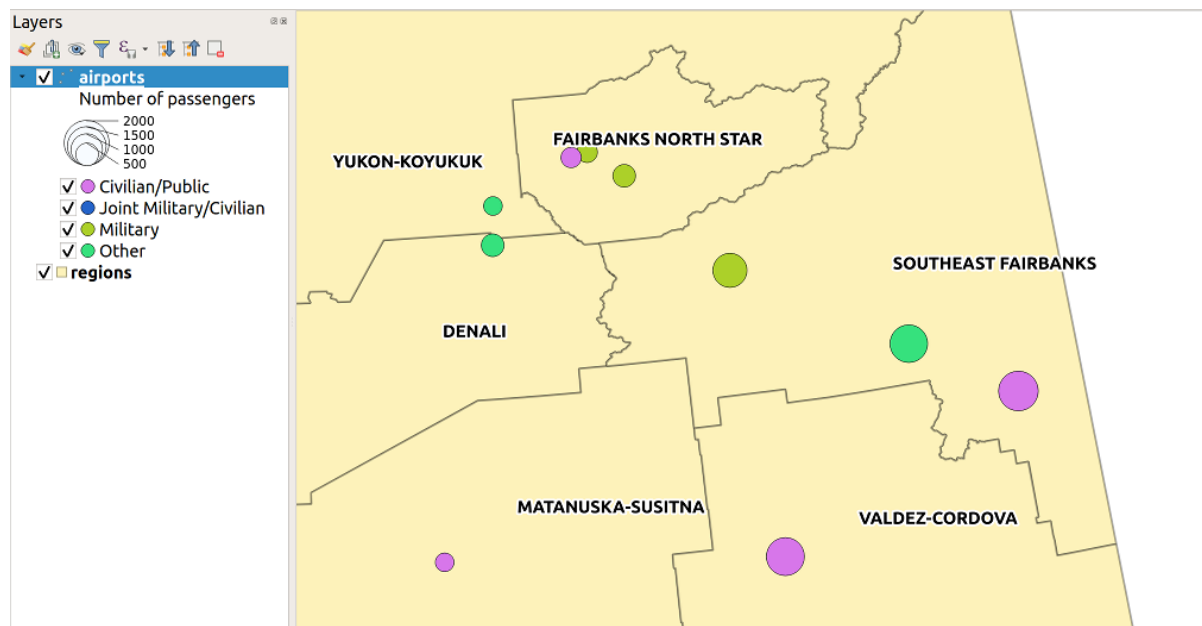 Layers
airports
Number of passengers
2000
1500
1000
500
Civilian/Public
Joint Military/Civilian
Military
Other
regions
FAIRBANKS NORTH STAR
YUKON-KOYUKUK
SOUTHEAST FAIRBANKS
DENALI
MATANUSKA-SUSITNA
VALDEZ-CORDOVA